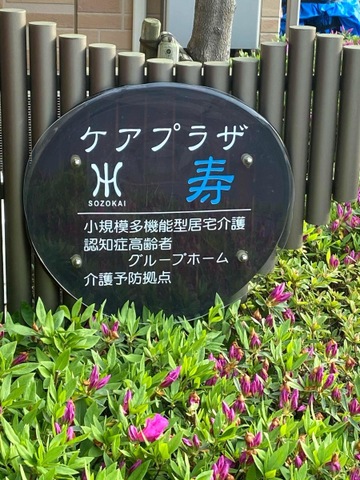 ケアプラザ
SOZOKAI
寿
小規模多機能型居宅介護
認知症高齢者
グループホーム
介護予防拠点